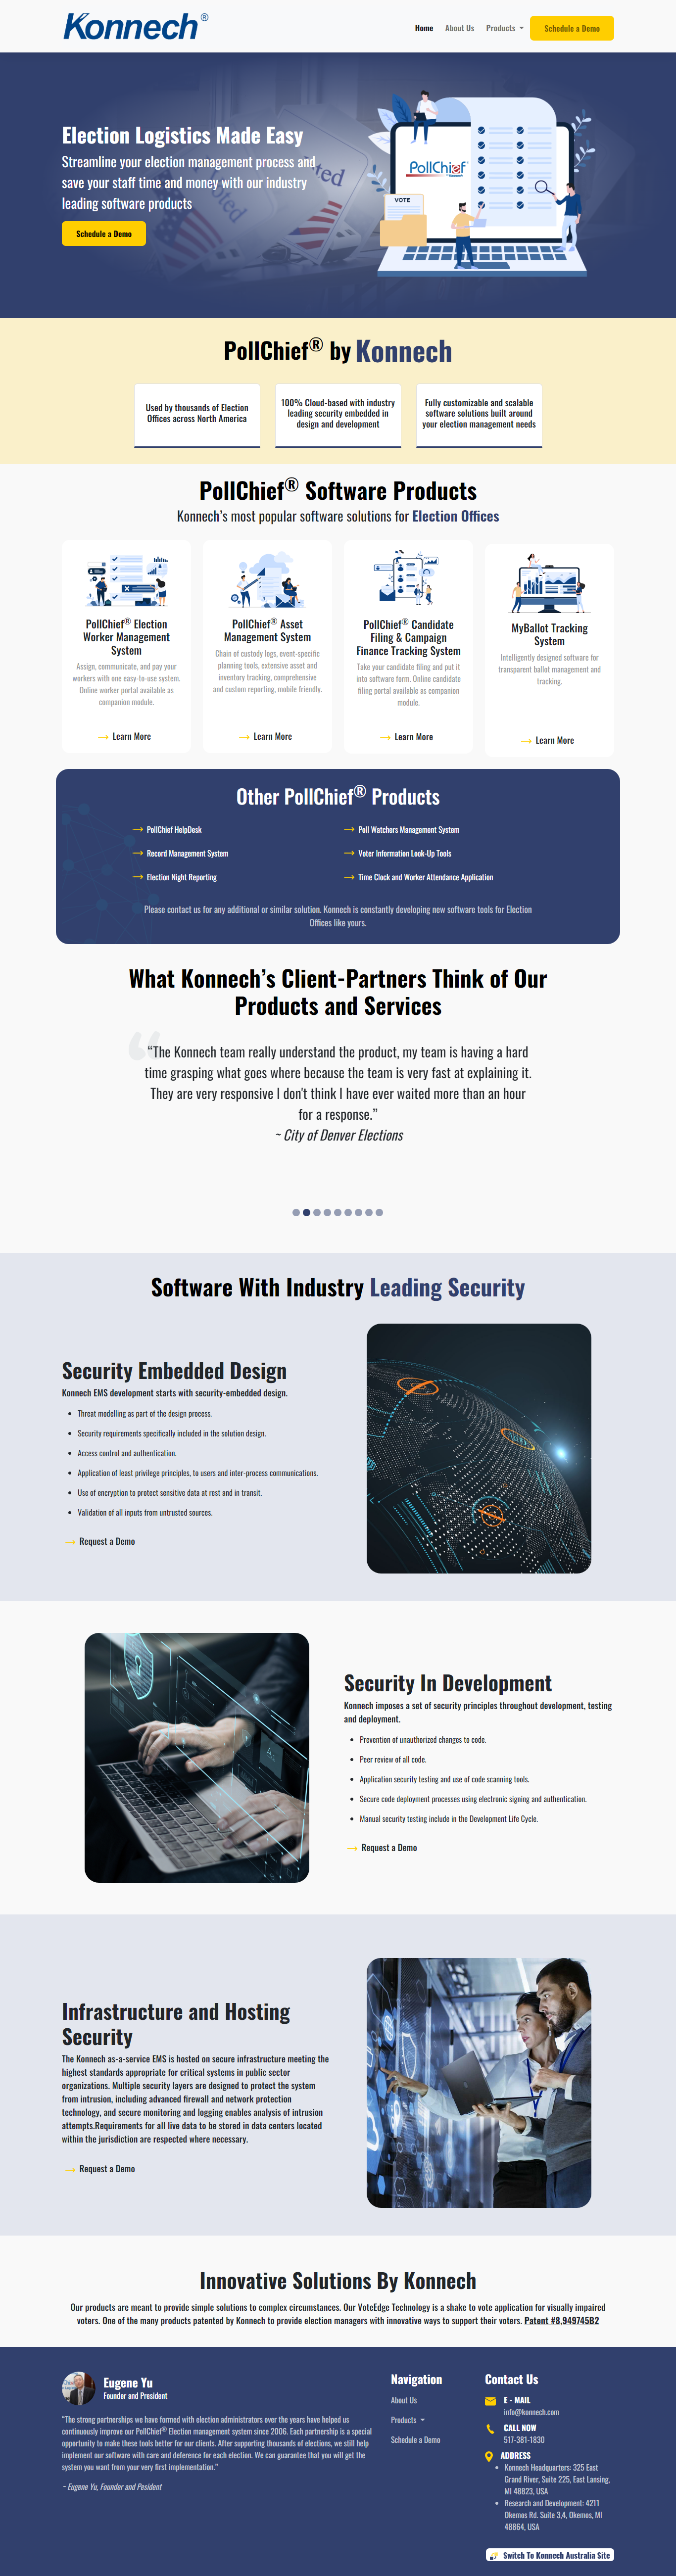 Konnech®
Home About Us Products Schedule a Demo
Election Logistics Made Easy
Streamline your election management process and
save your staff time and money with our industry
leading software products
Schedule a Demo
PollChief
VOTE
PollChief® by Konnech
Used by thousands of Election
Offices across North America
100% Cloud-based with industry
leading security embedded in
design and development
Fully customizable and scalable
software solutions built around
your election management needs
PollChief® Software Products
Konnech's most popular software solutions for Election Offices
PollChief® Election
Worker Management
System
Assign, communicate, and pay your
workers with one easy-to-use system.
Online worker portal available as
companion module.
Learn More
PollChief® Asset
Management System
Chain of custody logs, event-specific
planning tools, extensive asset and
inventory tracking, comprehensive
and custom reporting, mobile friendly.
Learn More
PollChief® Candidate
Filing & Campaign
Finance Tracking System
Take your candidate filing and put it
into software form. Online candidate
filing portal available as companion
module.
Learn More
MyBallot Tracking
System
Intelligently designed software for
transparent ballot management and
tracking.
Learn More
Other PollChief® Products
PollChief HelpDesk
Record Management System
Election Night Reporting
Poll Watchers Management System
Voter Information Look-Up Tools
Time Clock and Worker Attendance Application
Please contact us for any additional or similar solution. Konnech is constantly developing new software tools for Election
Offices like yours.
What Konnech's Client-Partners Think of Our
Products and Services
"The Konnech team really understand the product, my team is having a hard
time grasping what goes where because the team is very fast at explaining it.
They are very responsive I don't think I have ever waited more than an hour
for a response."
~ City of Denver Elections
Software With Industry Leading Security
Security Embedded Design
Konnech EMS development starts with security-embedded design.
• Threat modelling as part of the design process.
• Security requirements specifically included in the solution design.
• Access control and authentication.
• Application of least privilege principles, to users and inter-process communications.
• Use of encryption to protect sensitive data at rest and in transit.
• Validation of all inputs from untrusted sources.
Request a Demo
Security In Development
Konnech imposes a set of security principles throughout development, testing
and deployment.
• Prevention of unauthorized changes to code.
• Peer review of all code.
• Application security testing and use of code scanning tools.
• Secure code deployment processes using electronic signing and authentication.
• Manual security testing include in the Development Life Cycle.
Request a Demo
Infrastructure and Hosting
Security
The Konnech as-a-service EMS is hosted on secure infrastructure meeting the
highest standards appropriate for critical systems in public sector
organizations. Multiple security layers are designed to protect the system
from intrusion, including advanced firewall and network protection
technology, and secure monitoring and logging enables analysis of intrusion
attempts.Requirements for all live data to be stored in data centers located
within the jurisdiction are respected where necessary.
Request a Demo
Innovative Solutions By Konnech
Our products are meant to provide simple solutions to complex circumstances. Our VoteEdge Technology is a shake to vote application for visually impaired
voters. One of the many products patented by Konnech to provide election managers with innovative ways to support their voters. Patent #8,949745B2
Eugene Yu
Founder and President
"The strong partnerships we have formed with election administrators over the years have helped us
continuously improve our PollChief® Election management system since 2006. Each partnership is a special
opportunity to make these tools better for our clients. After supporting thousands of elections, we still help
implement our software with care and deference for each election. We can guarantee that you will get the
system you want from your very first implementation."
~ Eugene Yu, Founder and Pesident
Navigation
About Us
Products
Schedule a Demo
Contact Us
E - MAIL
info@konnech.com
CALL NOW
517-381-1830
ADDRESS
• Konnech Headquarters: 325 East
Grand River, Suite 225, East Lansing,
MI 48823, USA
• Research and Development: 4211
Okemos Rd. Suite 3,4, Okemos, MI
48864, USA
Switch To Konnech Australia Site